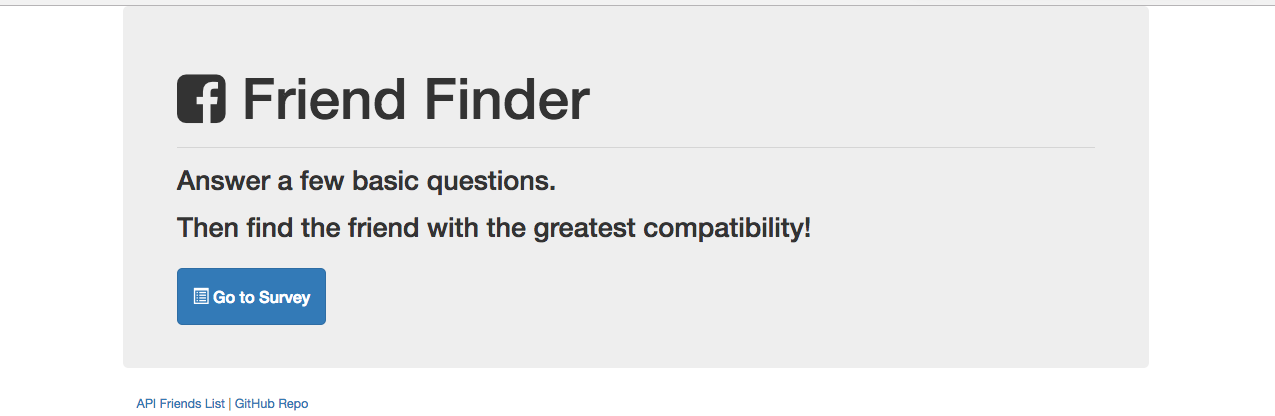 Friend Finder
Answer a few basic questions.
Then find the friend with the greatest compatibility!
Go to Survey
API Friends List | GitHub Repo